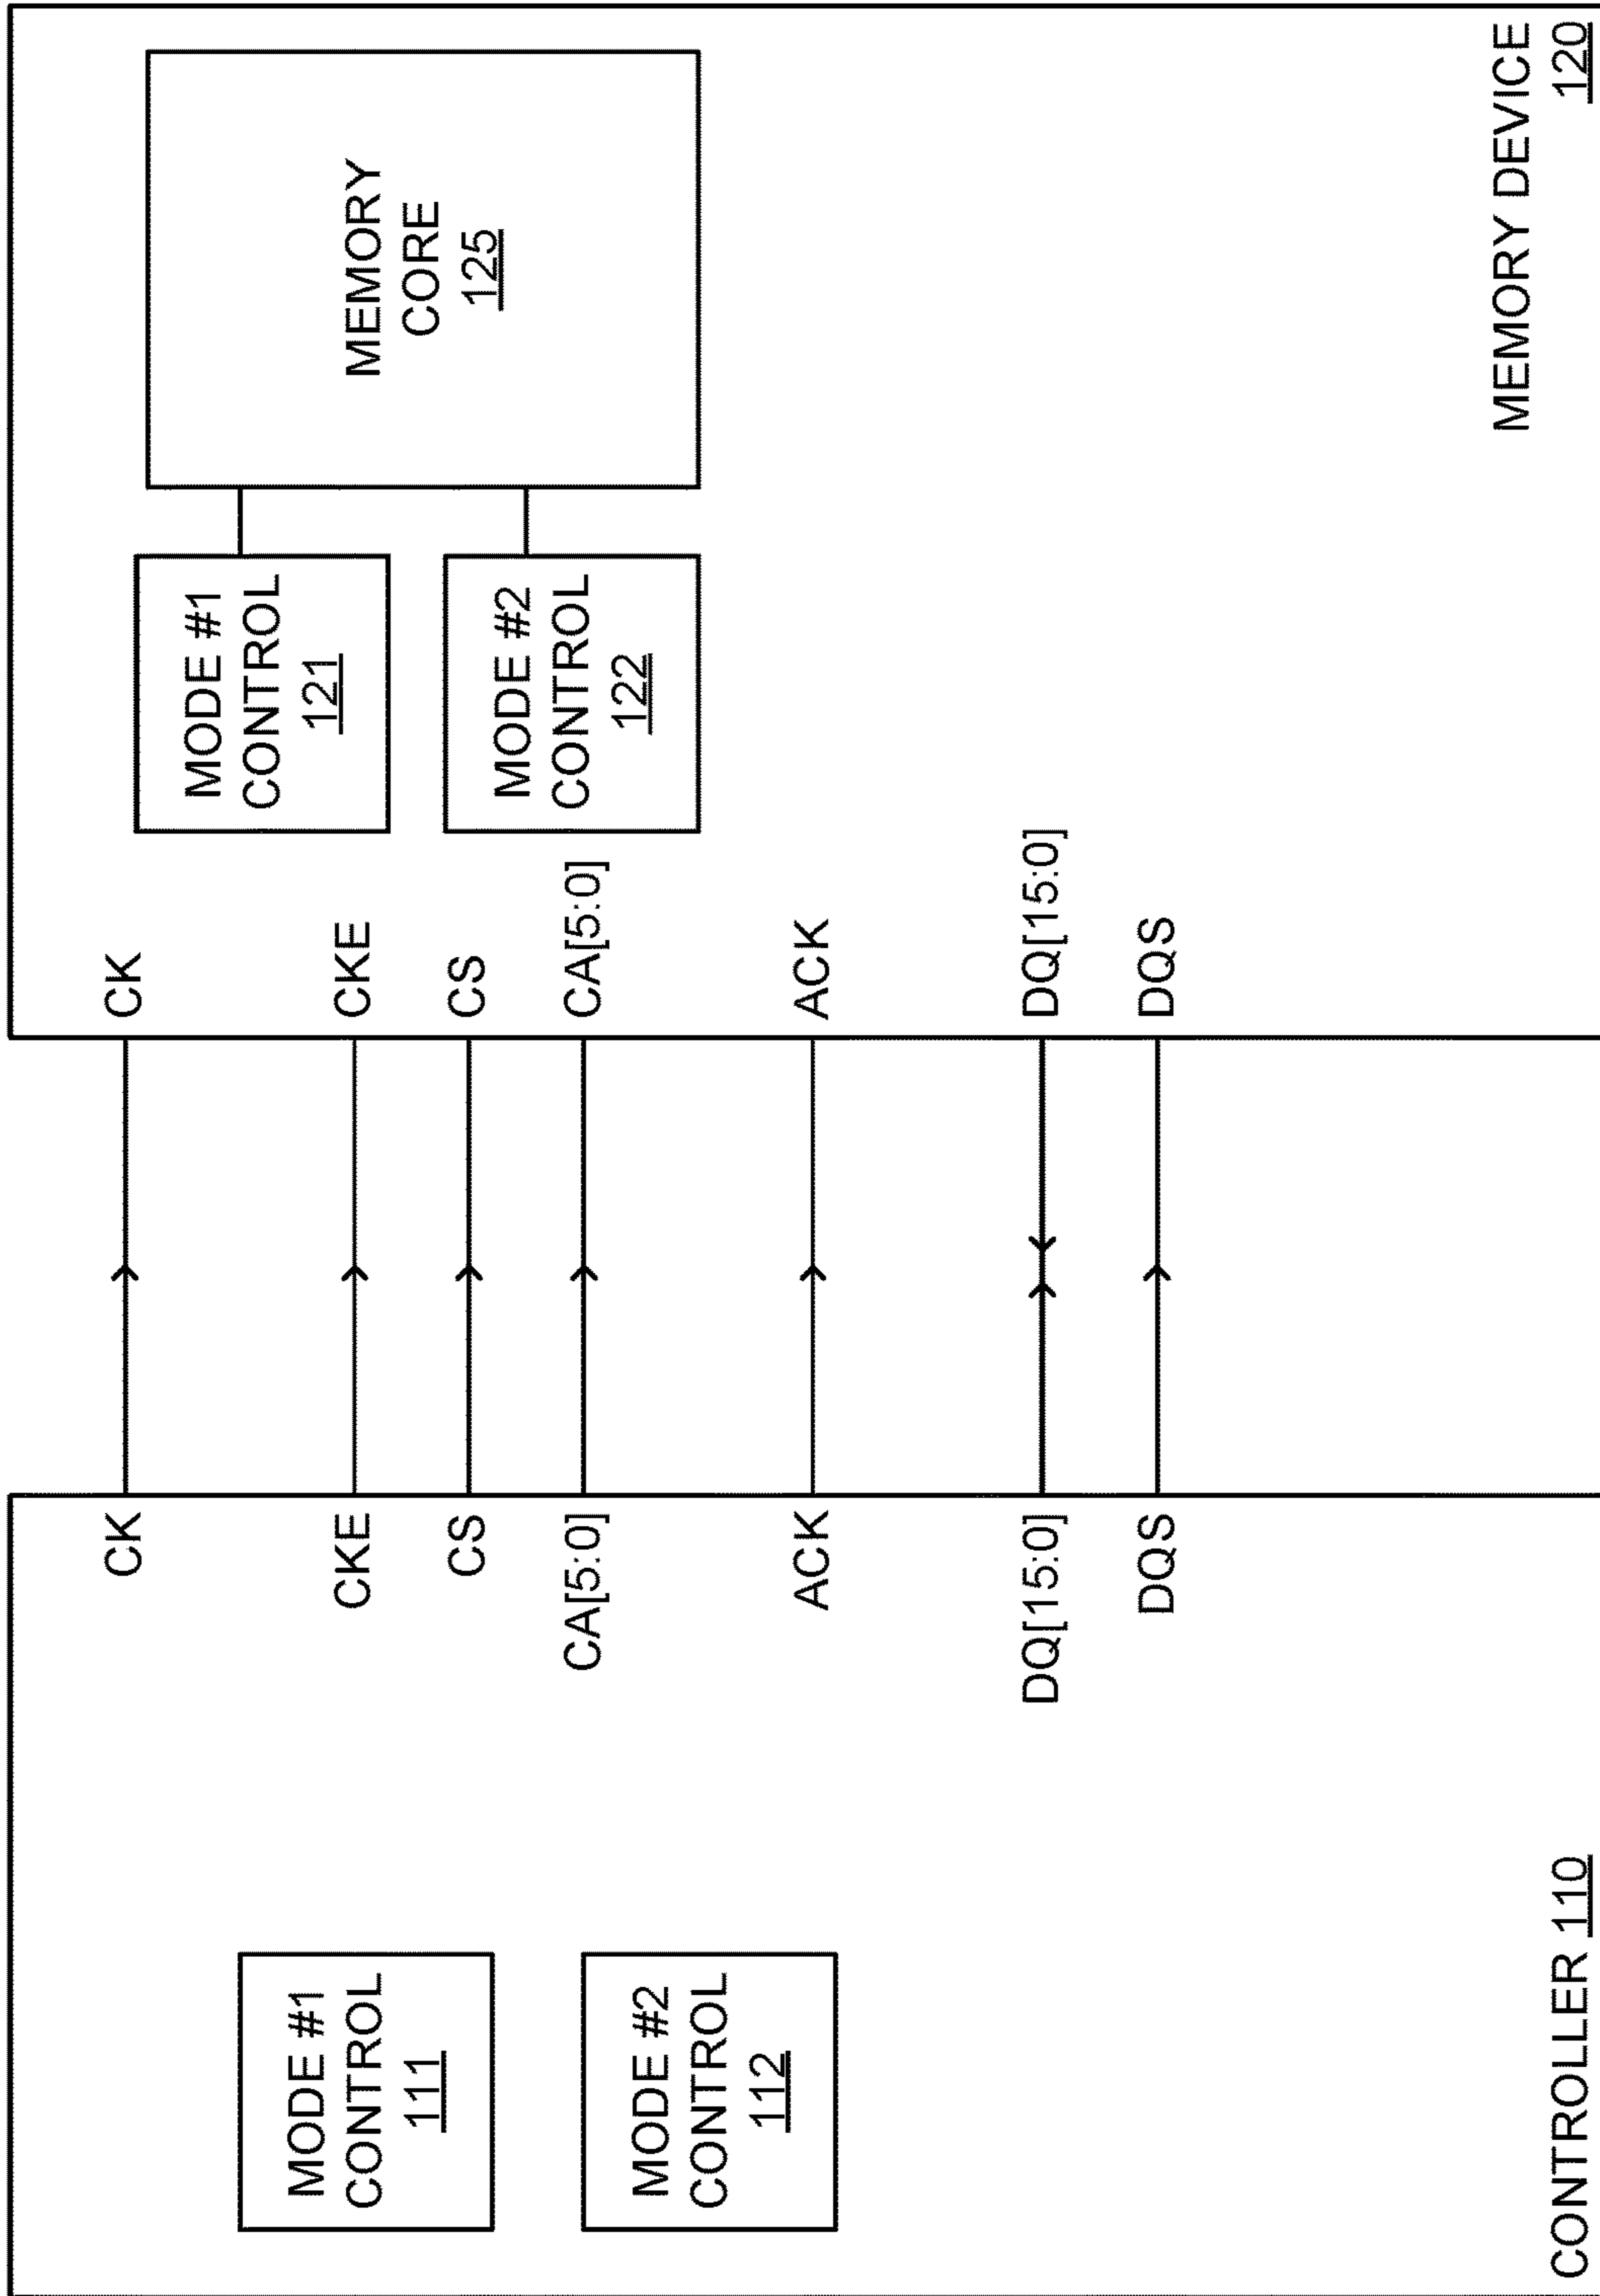 MODE #1
CONTROL
111
MODE #2
CONTROL
112
CONTROLLER 110
CK
CKE
CS
CA[5:0]
ACK
DQ[15:0]
DQS
CK
CKE
CS
CA[5:0]
ACK
DQ[15:0]
DQS
MODE #1
CONTROL
121
MODE #2
CONTROL
122
MEMORY
CORE
125
MEMORY DEVICE
120